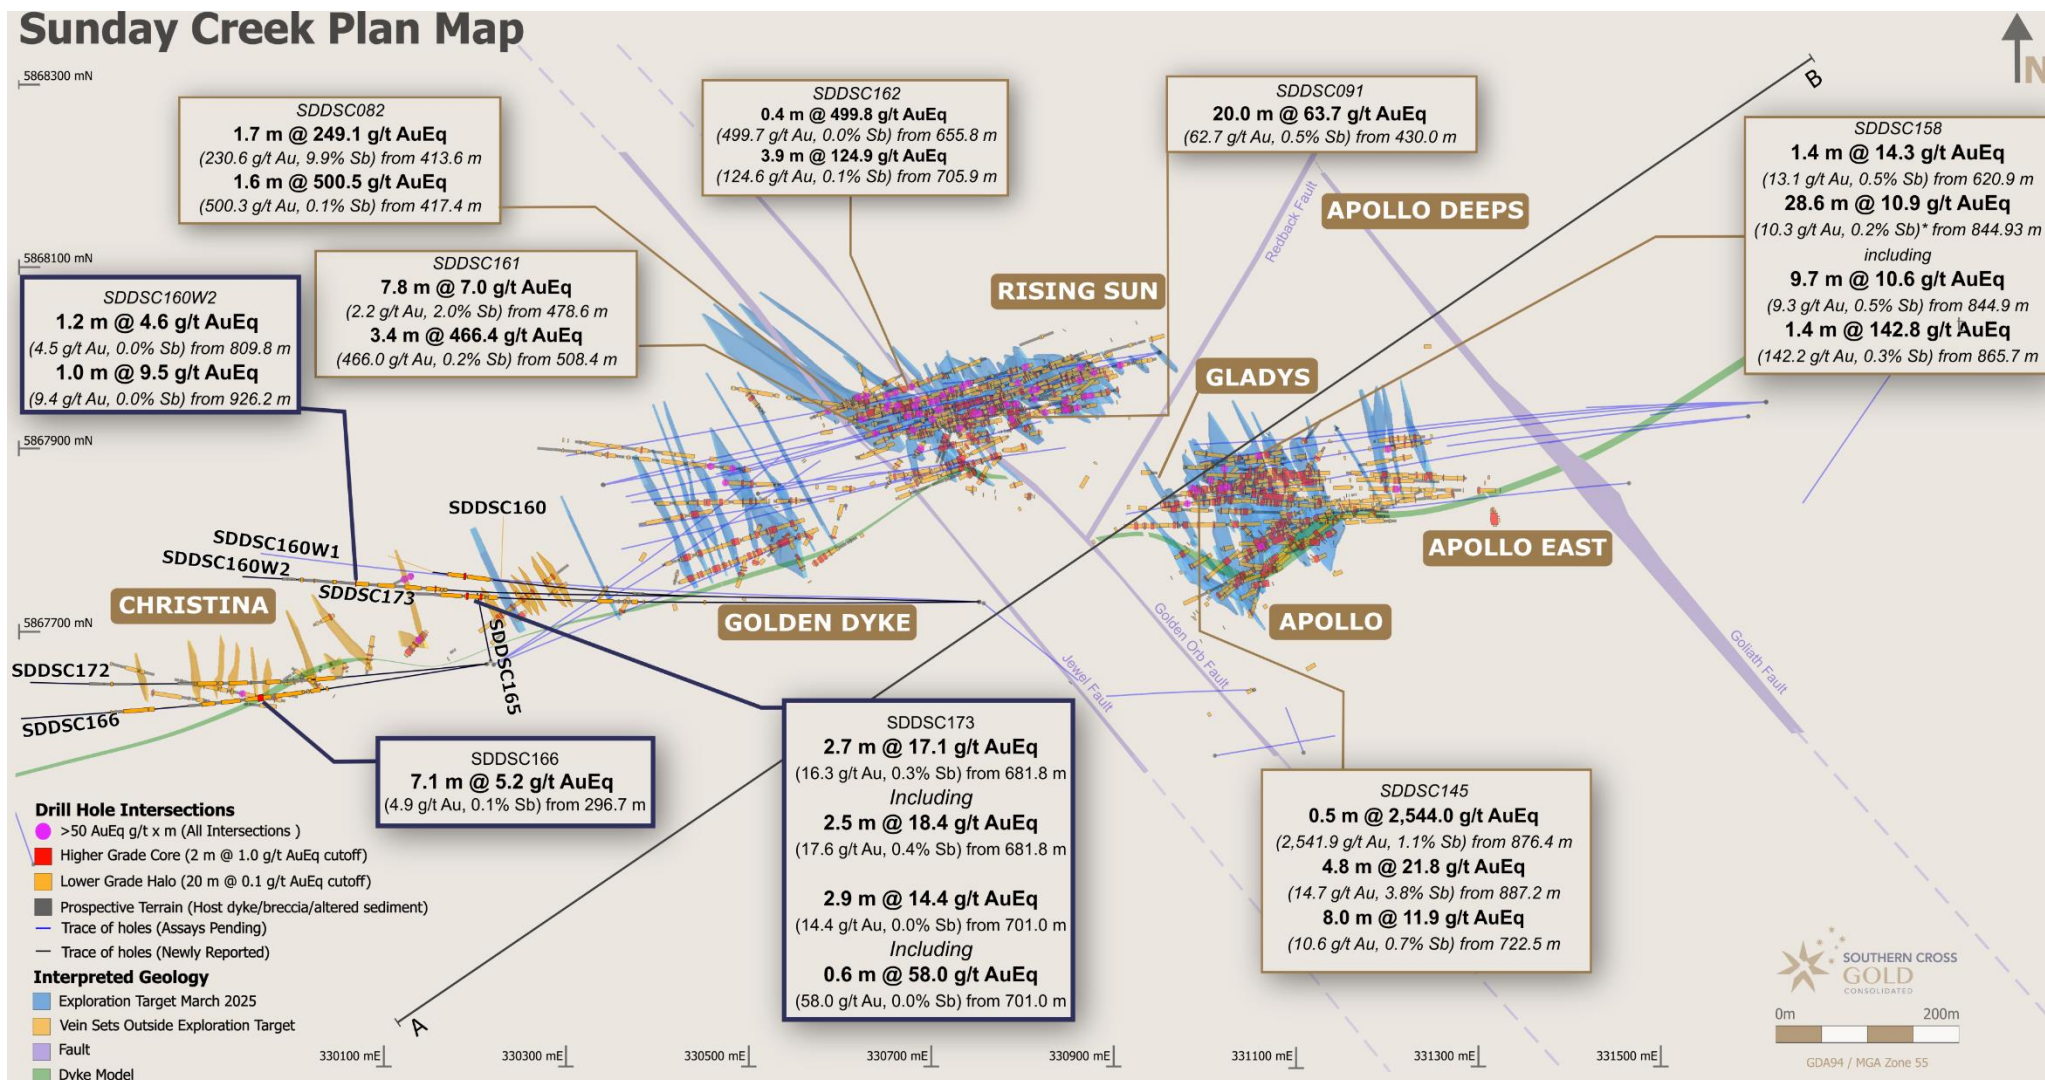 Sunday Creek Plan Map
N
5868300 mN
5868100 mN
5867900 mN
5867700 mN
SDDSC082
1.7 m @ 249.1 g/t AuEq
(230.6 g/t Au, 9.9% Sb) from 413.6 m
1.6 m @ 500.5 g/t AuEq
(500.3 g/t Au, 0.1% Sb) from 417.4 m
SDDSC162
0.4 m @ 499.8 g/t AuEq
(499.7 g/t Au, 0.0% Sb) from 655.8 m
3.9 m @ 124.9 g/t AuEq
(124.6 g/t Au, 0.1% Sb) from 705.9 m
SDDSC091
20.0 m @ 63.7 g/t AuEq
(62.7 g/t Au, 0.5% Sb) from 430.0 m
B
SDDSC158
1.4 m @ 14.3 g/t AuEq
(13.1 g/t Au, 0.5% Sb) from 620.9 m
28.6 m @ 10.9 g/t AuEq
(10.3 g/t Au, 0.2% Sb)* from 844.93 m
including
9.7 m @ 10.6 g/t AuEq
(9.3 g/t Au, 0.5% Sb) from 844.9 m
1.4 m @ 142.8 g/t AuEq
(142.2 g/t Au, 0.3% Sb) from 865.7 m
SDDSC161
7.8 m @ 7.0 g/t AuEq
(2.2 g/t Au, 2.0% Sb) from 478.6 m
3.4 m @ 466.4 g/t AuEq
(466.0 g/t Au, 0.2% Sb) from 508.4 m
SDDSC160W2
1.2 m @ 4.6 g/t AuEq
(4.5 g/t Au, 0.0% Sb) from 809.8 m
1.0 m @ 9.5 g/t AuEq
(9.4 g/t Au, 0.0% Sb) from 926.2 m
Redback Fault
APOLLO DEEPS
RISING SUN
GLADYS
APOLLO EAST
APOLLO
GOLDEN DYKE
CHRISTINA
SDDSC160
SDDSC160W1
SDDSC160W2
SDDSC173
SDDSC165
SDDSC172
SDDSC166
Jewel Fault
Golden Orb Fault
Goliath Fault
SDDSC166
7.1 m @ 5.2 g/t AuEq
(4.9 g/t Au, 0.1% Sb) from 296.7 m
SDDSC173
2.7 m @ 17.1 g/t AuEq
(16.3 g/t Au, 0.3% Sb) from 681.8 m
Including
2.5 m @ 18.4 g/t AuEq
(17.6 g/t Au, 0.4% Sb) from 681.8 m
2.9 m @ 14.4 g/t AuEq
(14.4 g/t Au, 0.0% Sb) from 701.0 m
Including
0.6 m @ 58.0 g/t AuEq
(58.0 g/t Au, 0.0% Sb) from 701.0 m
SDDSC145
0.5 m @ 2,544.0 g/t AuEq
(2,541.9 g/t Au, 1.1% Sb) from 876.4 m
4.8 m @ 21.8 g/t AuEq
(14.7 g/t Au, 3.8% Sb) from 887.2 m
8.0 m @ 11.9 g/t AuEq
(10.6 g/t Au, 0.7% Sb) from 722.5 m
A
Drill Hole Intersections
>50 AuEq g/t x m (All Intersections )
Higher Grade Core (2 m @ 1.0 g/t AuEq cutoff)
Lower Grade Halo (20 m @ 0.1 g/t AuEq cutoff)
Prospective Terrain (Host dyke/breccia/altered sediment)
Trace of holes (Assays Pending)
Trace of holes (Newly Reported)
Interpreted Geology
Exploration Target March 2025
Vein Sets Outside Exploration Target
Fault
Dyke Model
330100 mE
330300 mE
330500 mE
330700 mE
330900 mE
331100 mE
331300 mE
331500 mE
SOUTHERN CROSS
GOLD
CONSOLIDATED
0m 200m
GDA94 / MGA Zone 55